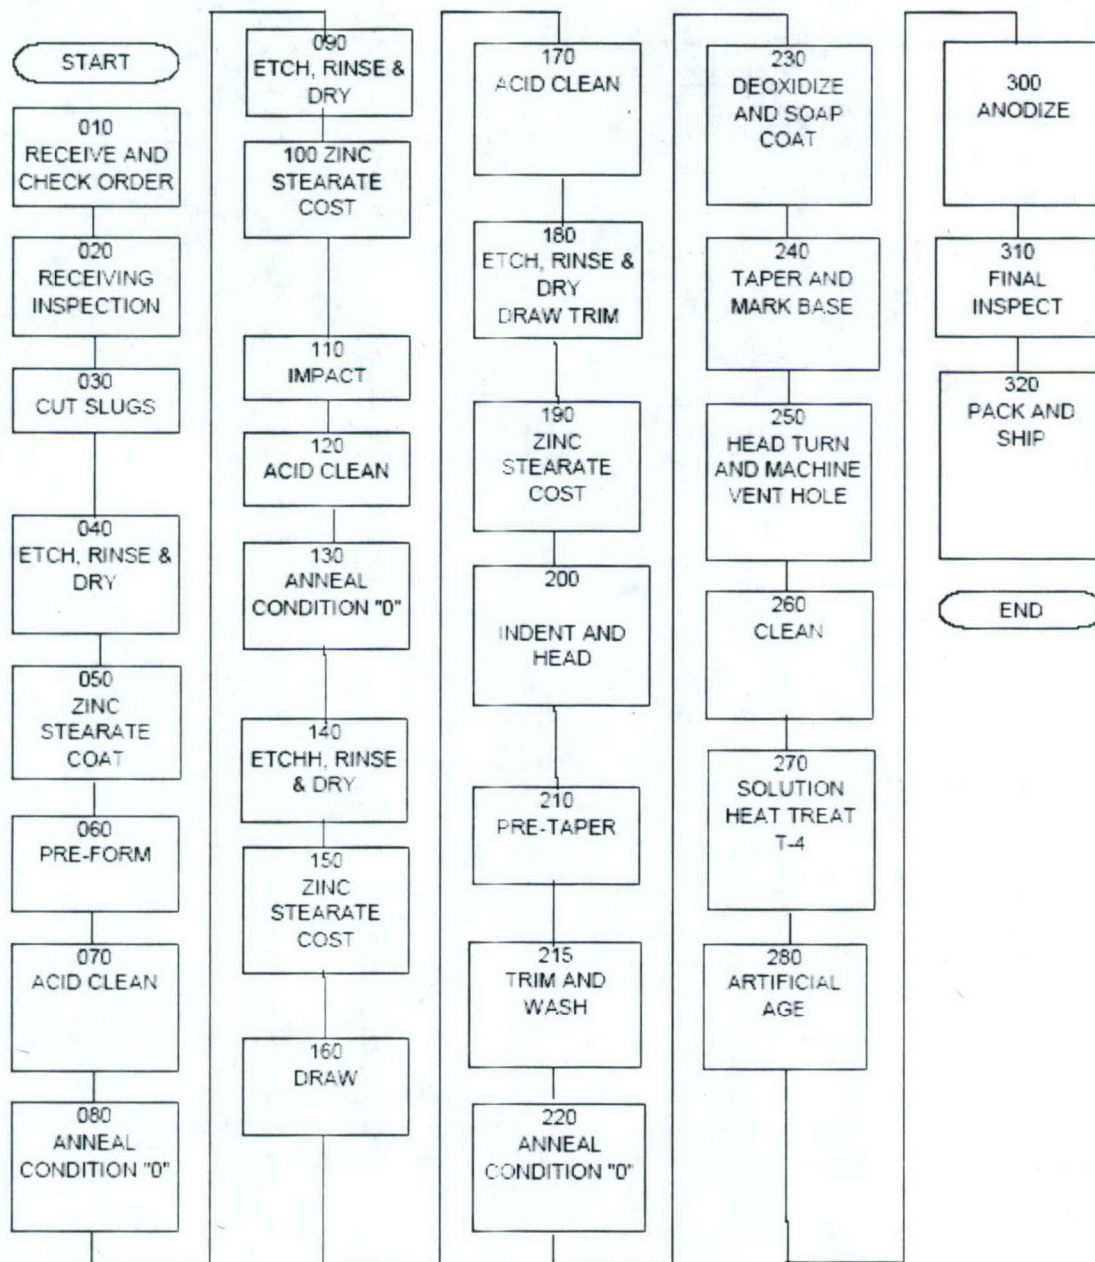 START
010
RECEIVE AND
CHECK ORDER
020
RECEIVING
INSPECTION
030
CUT SLUGS
040
ETCH, RINSE &
DRY
050
ZINC
STEARATE
COAT
060
PRE-FORM
070
ACID CLEAN
080
ANNEAL
CONDITION "0"
090
ETCH, RINSE &
DRY
100 ZINC
STEARATE
COST
110
IMPACT
120
ACID CLEAN
130
ANNEAL
CONDITION "0"
140
ETCHH, RINSE
& DRY
150
ZINC
STEARATE
COST
160
DRAW
170
ACID CLEAN
180
ETCH, RINSE &
DRY
DRAW TRIM
190
ZINC
STEARATE
COST
200
INDENT AND
HEAD
210
PRE-TAPER
215
TRIM AND
WASH
220
ANNEAL
CONDITION "0"
230
DEOXIDIZE
AND SOAP
COAT
240
TAPER AND
MARK BASE
250
HEAD TURN
AND MACHINE
VENT HOLE
260
CLEAN
270
SOLUTION
HEAT TREAT
T-4
280
ARTIFICIAL
AGE
300
ANODIZE
310
FINAL
INSPECT
320
PACK AND
SHIP
END